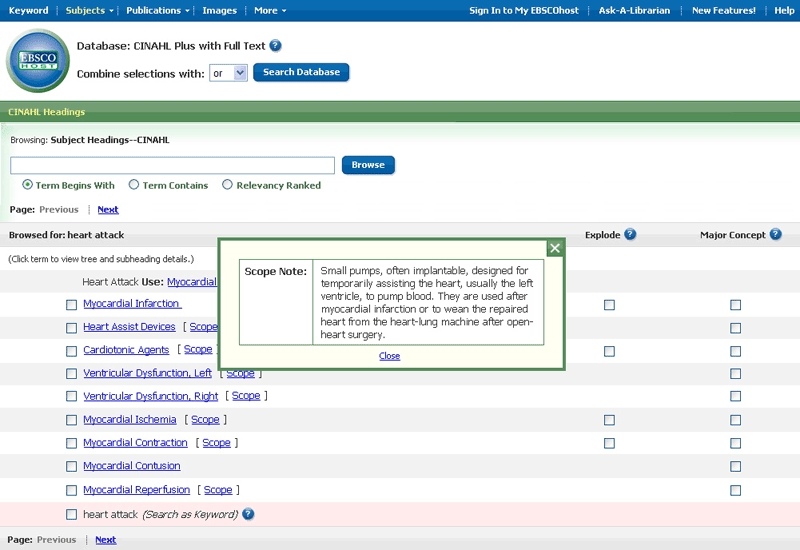 Keyword | Subjects | Publications | Images | More Sign In to My EBSCOhost | Ask-A-Librarian | New Features! | Help
EBSCO
HOST
Database: CINAHL Plus with Full Text ?
Combine selections with: or Search Database
CINAHL Headings
Browsing: Subject Headings--CINAHL
Browse
Term Begins With Term Contains Relevancy Ranked
Page: Previous | Next
Browsed for: heart attack Explode ? Major Concept ?
(Click term to view tree and subheading details.)
Heart Attack Use: Myocardial
Myocardial Infarction
Heart Assist Devices [ Scope
Cardiotonic Agents [ Scope ]
Ventricular Dysfunction, Left [ Scope ]
Ventricular Dysfunction, Right [ Scope ]
Myocardial Ischemia [ Scope ]
Myocardial Contraction [ Scope ]
Myocardial Contusion
Myocardial Reperfusion [ Scope ]
heart attack (Search as Keyword) ?
Page: Previous | Next
Scope Note: Small pumps, often implantable, designed for
temporarily assisting the heart, usually the left
ventricle, to pump blood. They are used after
myocardial infarction or to wean the repaired
heart from the heart-lung machine after open-
heart surgery.
Close